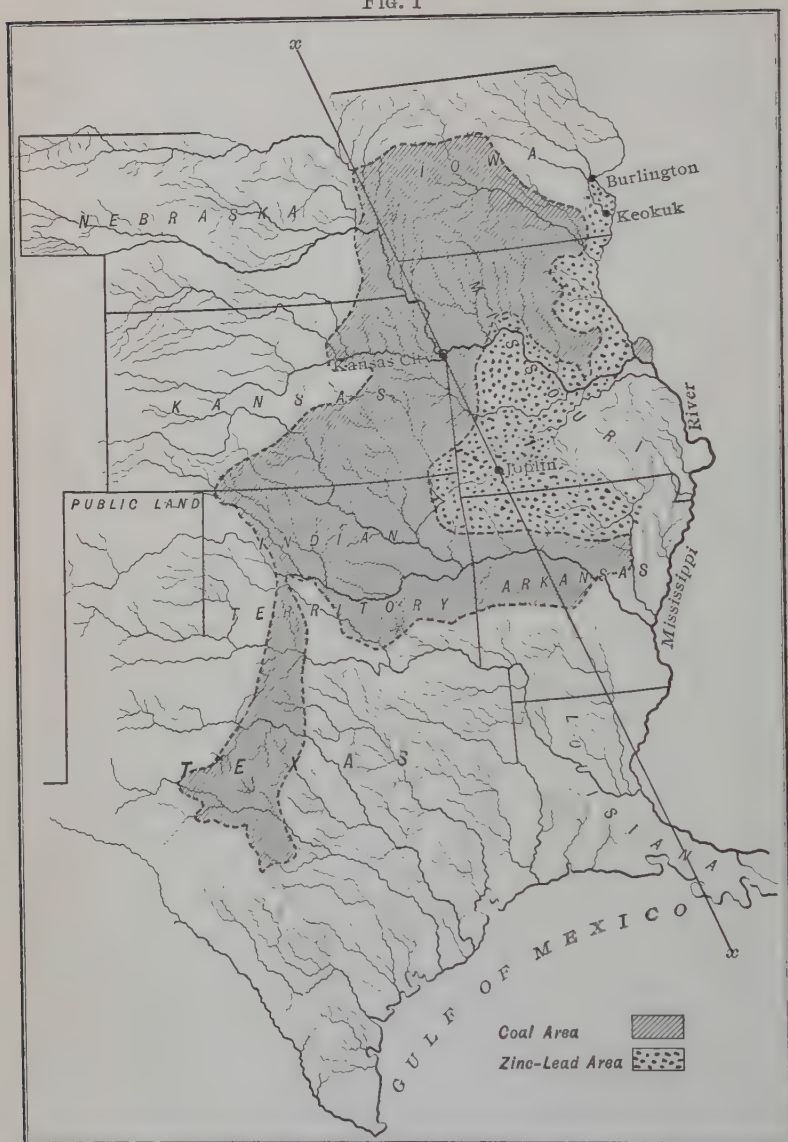 FIG. 1
x
IOWA
Burlington
Keokuk
NEBRASKA
MISSOURI
Kansas City
KANSAS
River
Joplin
PUBLIC LAND
INDIAN
TERRITORY
ARKANSAS
Mississippi
TEXAS
LOUISIANA
x
GULF OF MEXICO
Coal Area
Zinc-Lead Area